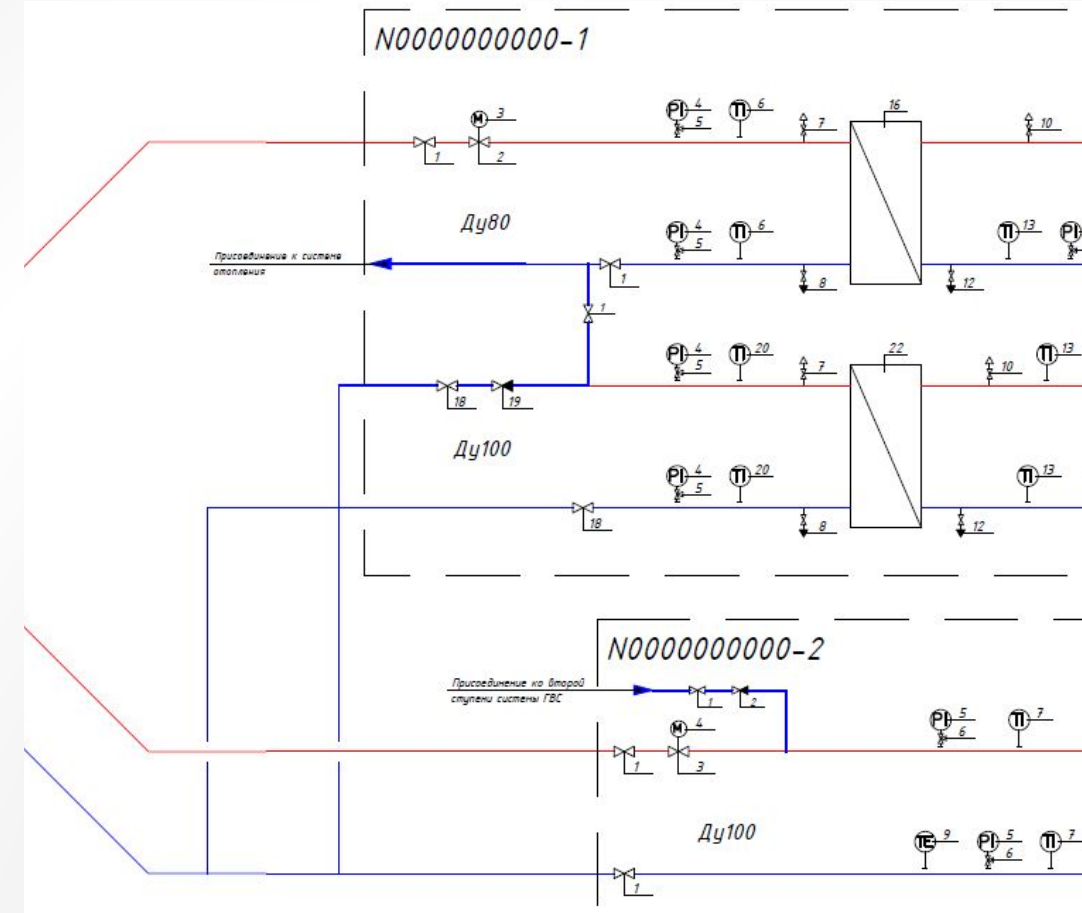 N0000000000-1
3
4
6
16
5
7
10
1
2
Ду80
4
6
13
PI
TI
TI
PI
5
Присоединение к системе
отопления
1
8
12
1
PI
4
TI
20
22
TI
13
5
7
10
18
19
Ду100
PI
4
TI
20
TI
13
5
18
8
12
N0000000000-2
Присоединение ко второй
ступени системы ГВС
1
2
M
4
PI
5
TI
7
6
1
3
Ду100
TE
9
PI
5
TI
7
6
1